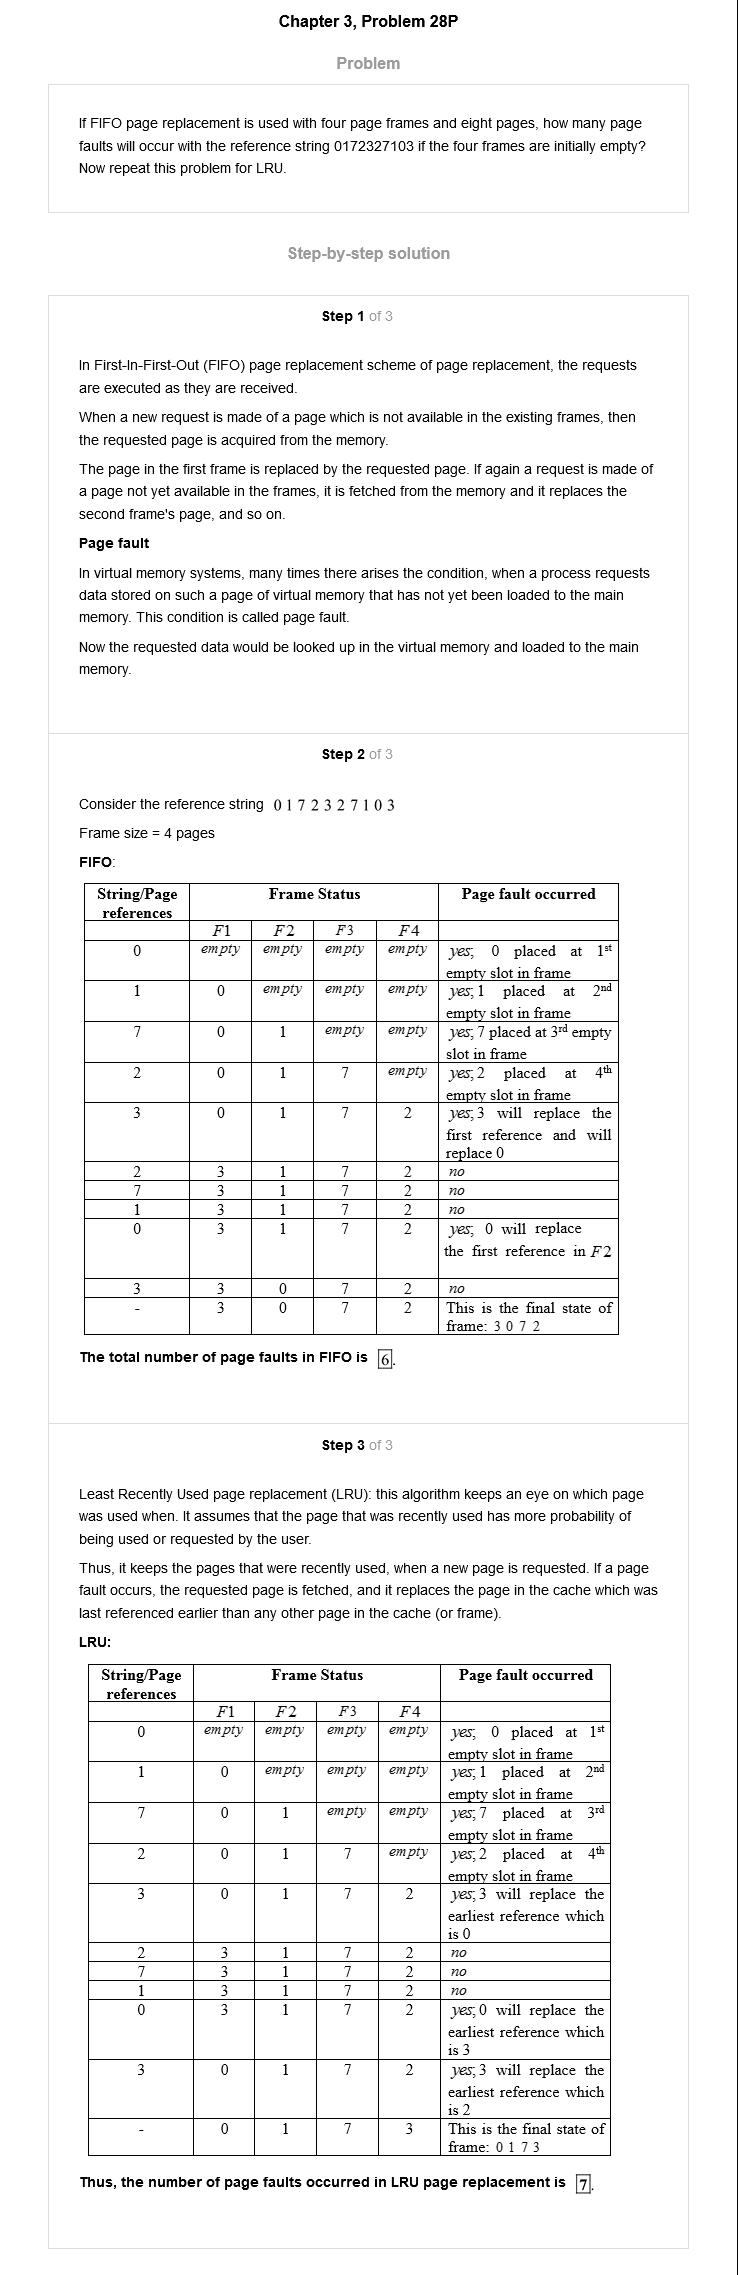 Chapter 3, Problem 28P
Problem
If FIFO page replacement is used with four page frames and eight pages, how many page
faults will occur with the reference string 0172327103 if the four frames are initially empty?
Now repeat this problem for LRU.
Step-by-step solution
Step 1 of 3
In First-In-First-Out (FIFO) page replacement scheme of page replacement, the requests
are executed as they are received.
When a new request is made of a page which is not available in the existing frames, then
the requested page is acquired from the memory.
The page in the first frame is replaced by the requested page. If again a request is made of
a page not yet available in the frames, it is fetched from the memory and it replaces the
second frame's page, and so on.
Page fault
In virtual memory systems, many times there arises the condition, when a process requests
data stored on such a page of virtual memory that has not yet been loaded to the main
memory. This condition is called page fault.
Now the requested data would be looked up in the virtual memory and loaded to the main
memory.
Step 2 of 3
Consider the reference string 0 1 7 2 3 2 7 1 0 3
Frame size = 4 pages
FIFO:
String/Page Frame Status Page fault occurred
references
F1 F2 F3 F4
0 empty empty empty empty yes; 0 placed at 1st
empty slot in frame
1 0 empty empty empty yes; 1 placed at 2nd
empty slot in frame
7 0 1 empty empty yes; 7 placed at 3rd empty
slot in frame
2 0 1 7 empty yes; 2 placed at 4th
empty slot in frame
3 0 1 7 2 yes; 3 will replace the
first reference and will
replace 0
2 3 1 7 2 no
7 3 1 7 2 no
1 3 1 7 2 no
0 3 1 7 2 yes; 0 will replace
the first reference in F2
3 3 0 7 2 no
- 3 0 7 2 This is the final state of
frame: 3 0 7 2
The total number of page faults in FIFO is 6.
Step 3 of 3
Least Recently Used page replacement (LRU): this algorithm keeps an eye on which page
was used when. It assumes that the page that was recently used has more probability of
being used or requested by the user.
Thus, it keeps the pages that were recently used, when a new page is requested. If a page
fault occurs, the requested page is fetched, and it replaces the page in the cache which was
last referenced earlier than any other page in the cache (or frame).
LRU:
String/Page Frame Status Page fault occurred
references
F1 F2 F3 F4
0 empty empty empty empty yes; 0 placed at 1st
empty slot in frame
1 0 empty empty empty yes; 1 placed at 2nd
empty slot in frame
7 0 1 empty empty yes; 7 placed at 3rd
empty slot in frame
2 0 1 7 empty yes; 2 placed at 4th
empty slot in frame
3 0 1 7 2 yes; 3 will replace the
earliest reference which
is 0
2 3 1 7 2 no
7 3 1 7 2 no
1 3 1 7 2 no
0 3 1 7 2 yes; 0 will replace the
earliest reference which
is 3
3 0 1 7 2 yes; 3 will replace the
earliest reference which
is 2
- 0 1 7 3 This is the final state of
frame: 0 1 7 3
Thus, the number of page faults occurred in LRU page replacement is 7.